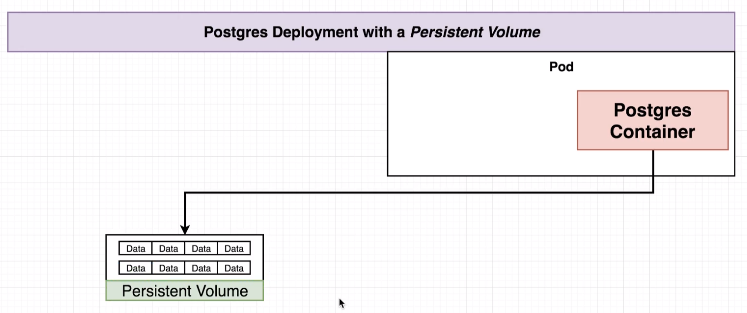 Postgres Deployment with a Persistent Volume
Pod
Postgres
Container
Data Data Data Data
Data Data Data Data
Persistent Volume